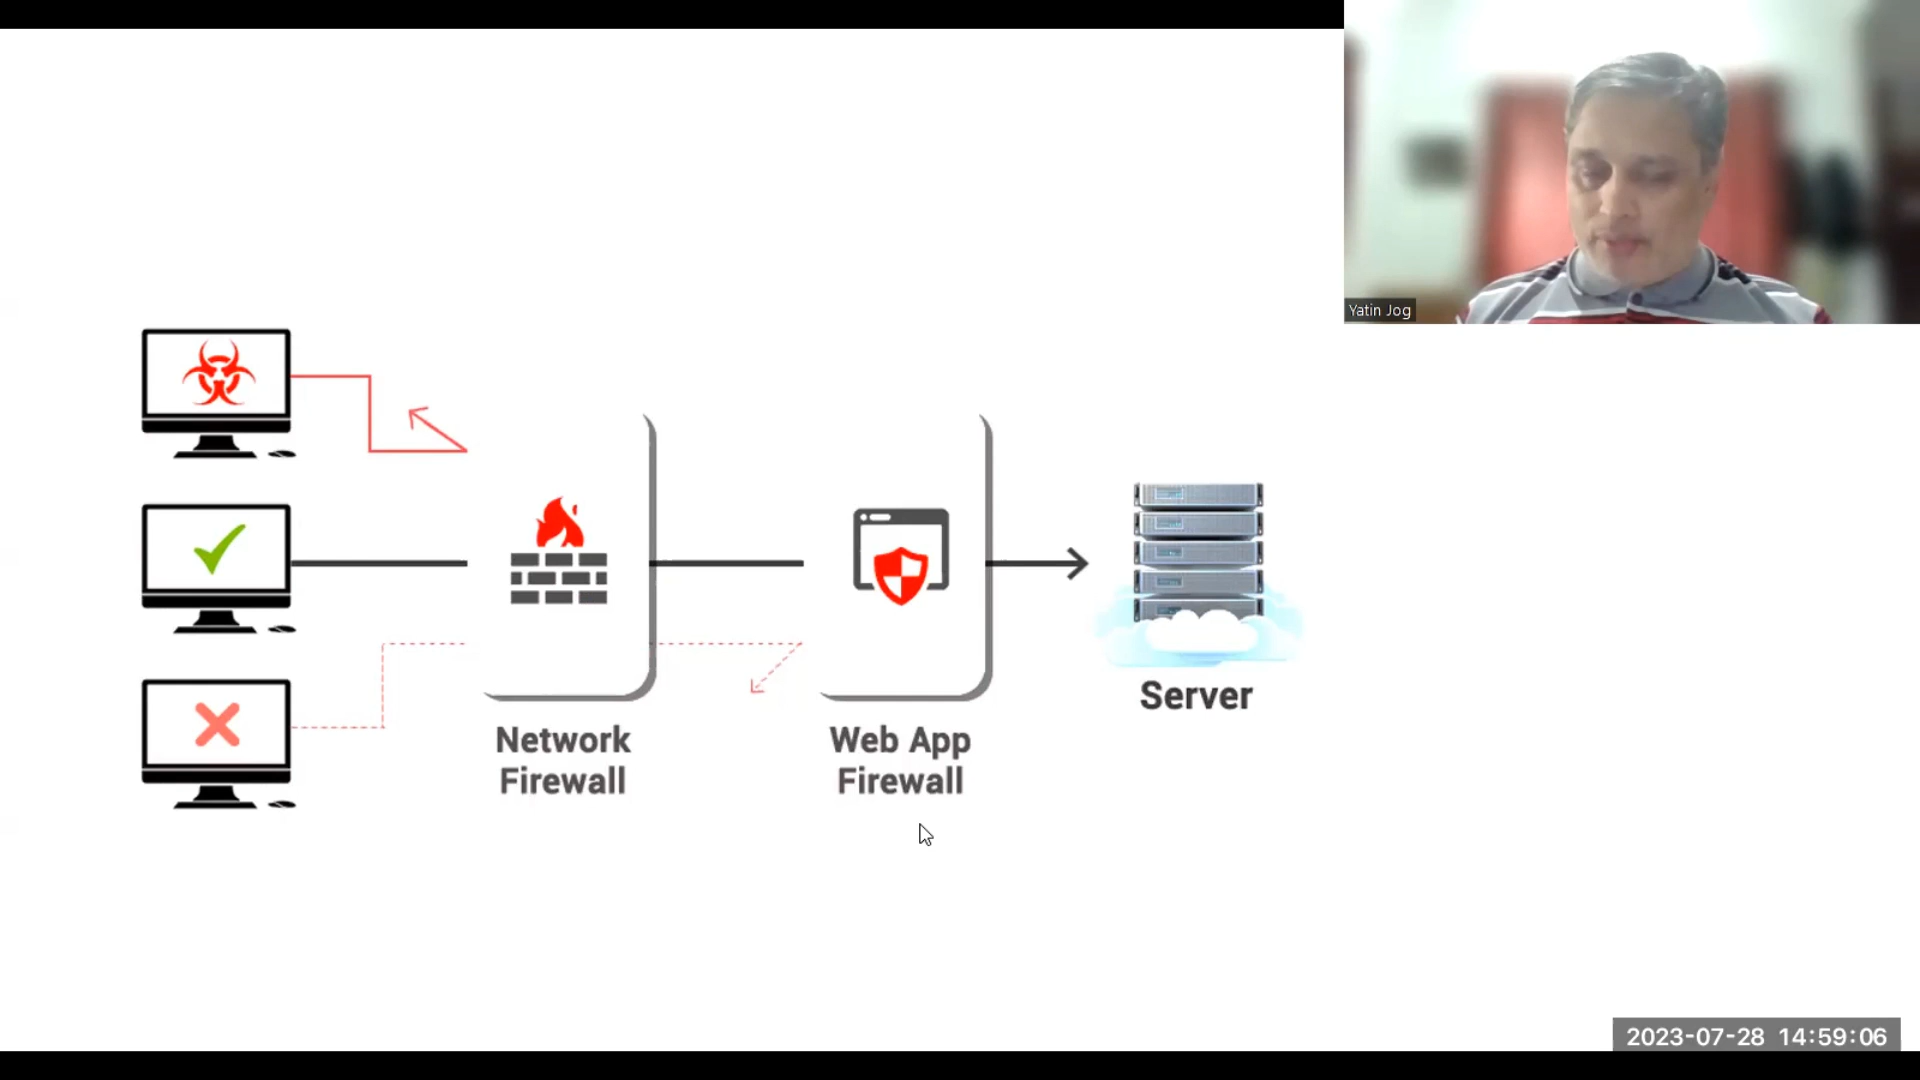 Yatin Jog
Network
Firewall
Web App
Firewall
Server
2023-07-28 14:59:06